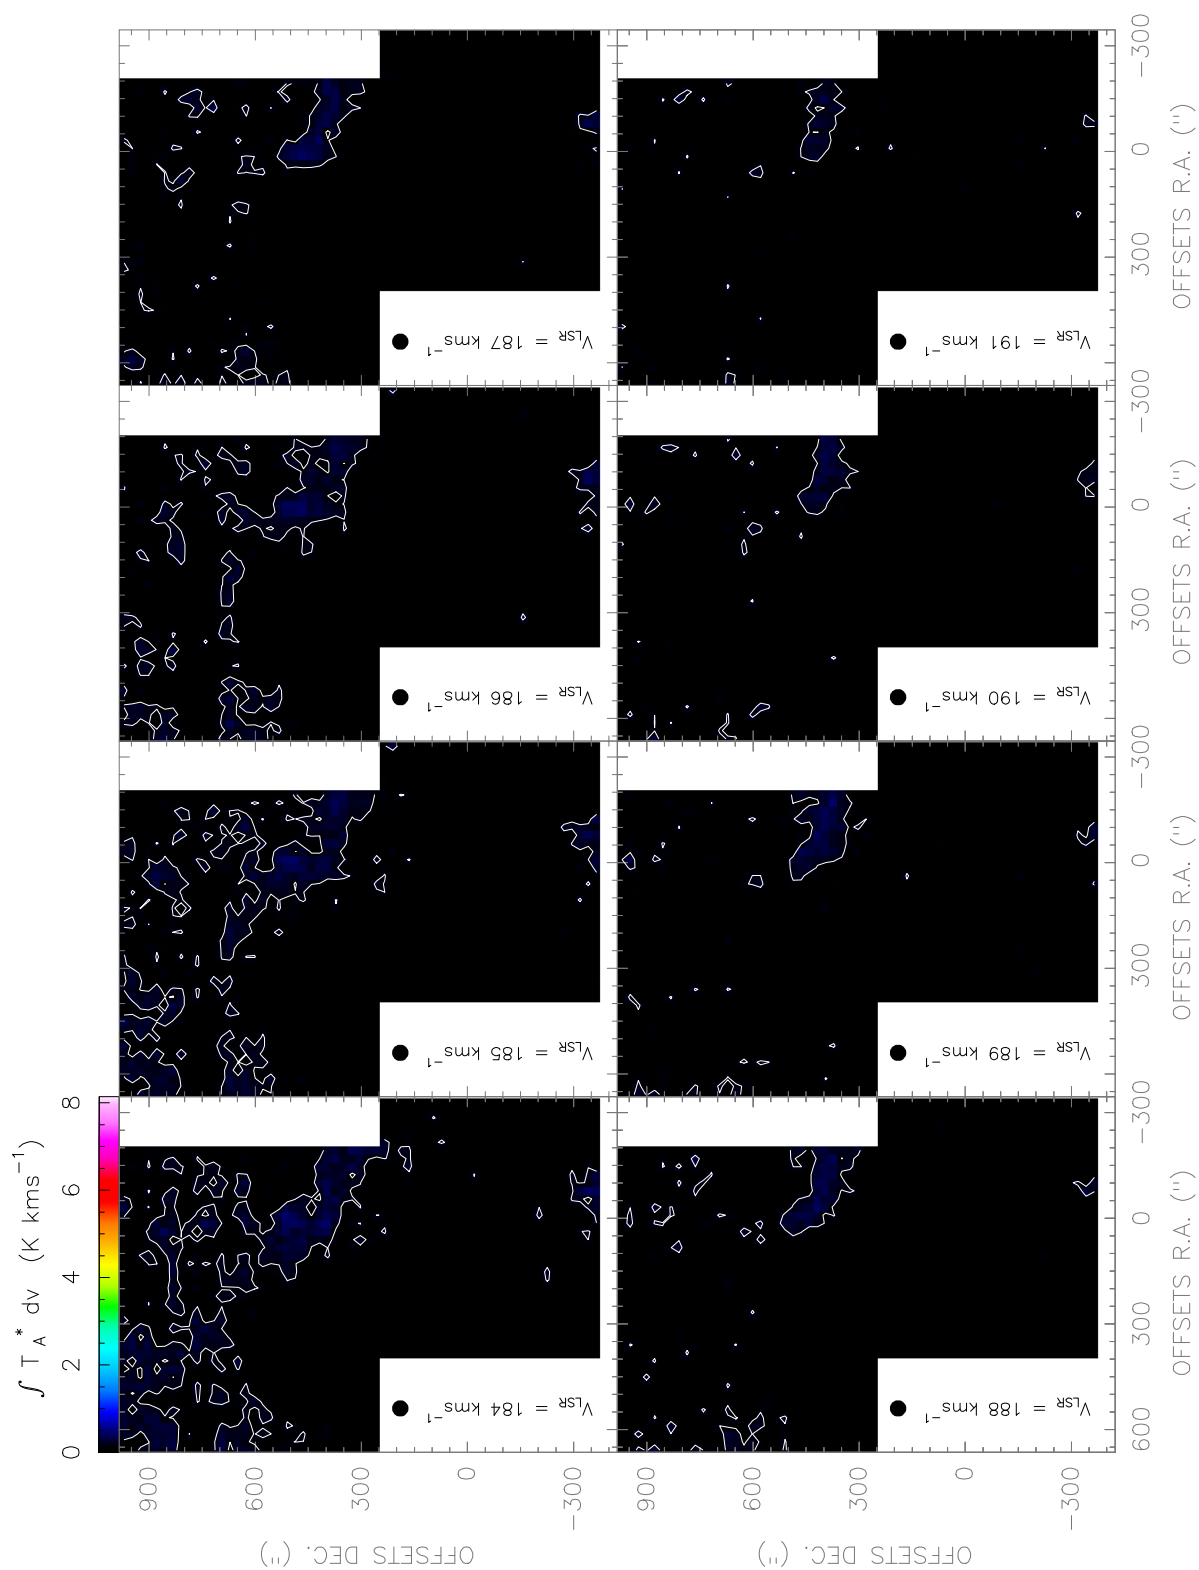 ∫ T_A^* dv (K kms^−1)
0 2 4 6 8
V_LSR = 184 kms^−1
V_LSR = 185 kms^−1
V_LSR = 186 kms^−1
V_LSR = 187 kms^−1
V_LSR = 188 kms^−1
V_LSR = 189 kms^−1
V_LSR = 190 kms^−1
V_LSR = 191 kms^−1
900 600 300 0 −300
OFFSETS DEC. ('')
900 600 300 0 −300
OFFSETS DEC. ('')
600 300 0 −300
OFFSETS R.A. ('')
300 0 −300
OFFSETS R.A. ('')
300 0 −300
OFFSETS R.A. ('')
300 0 −300
OFFSETS R.A. ('')